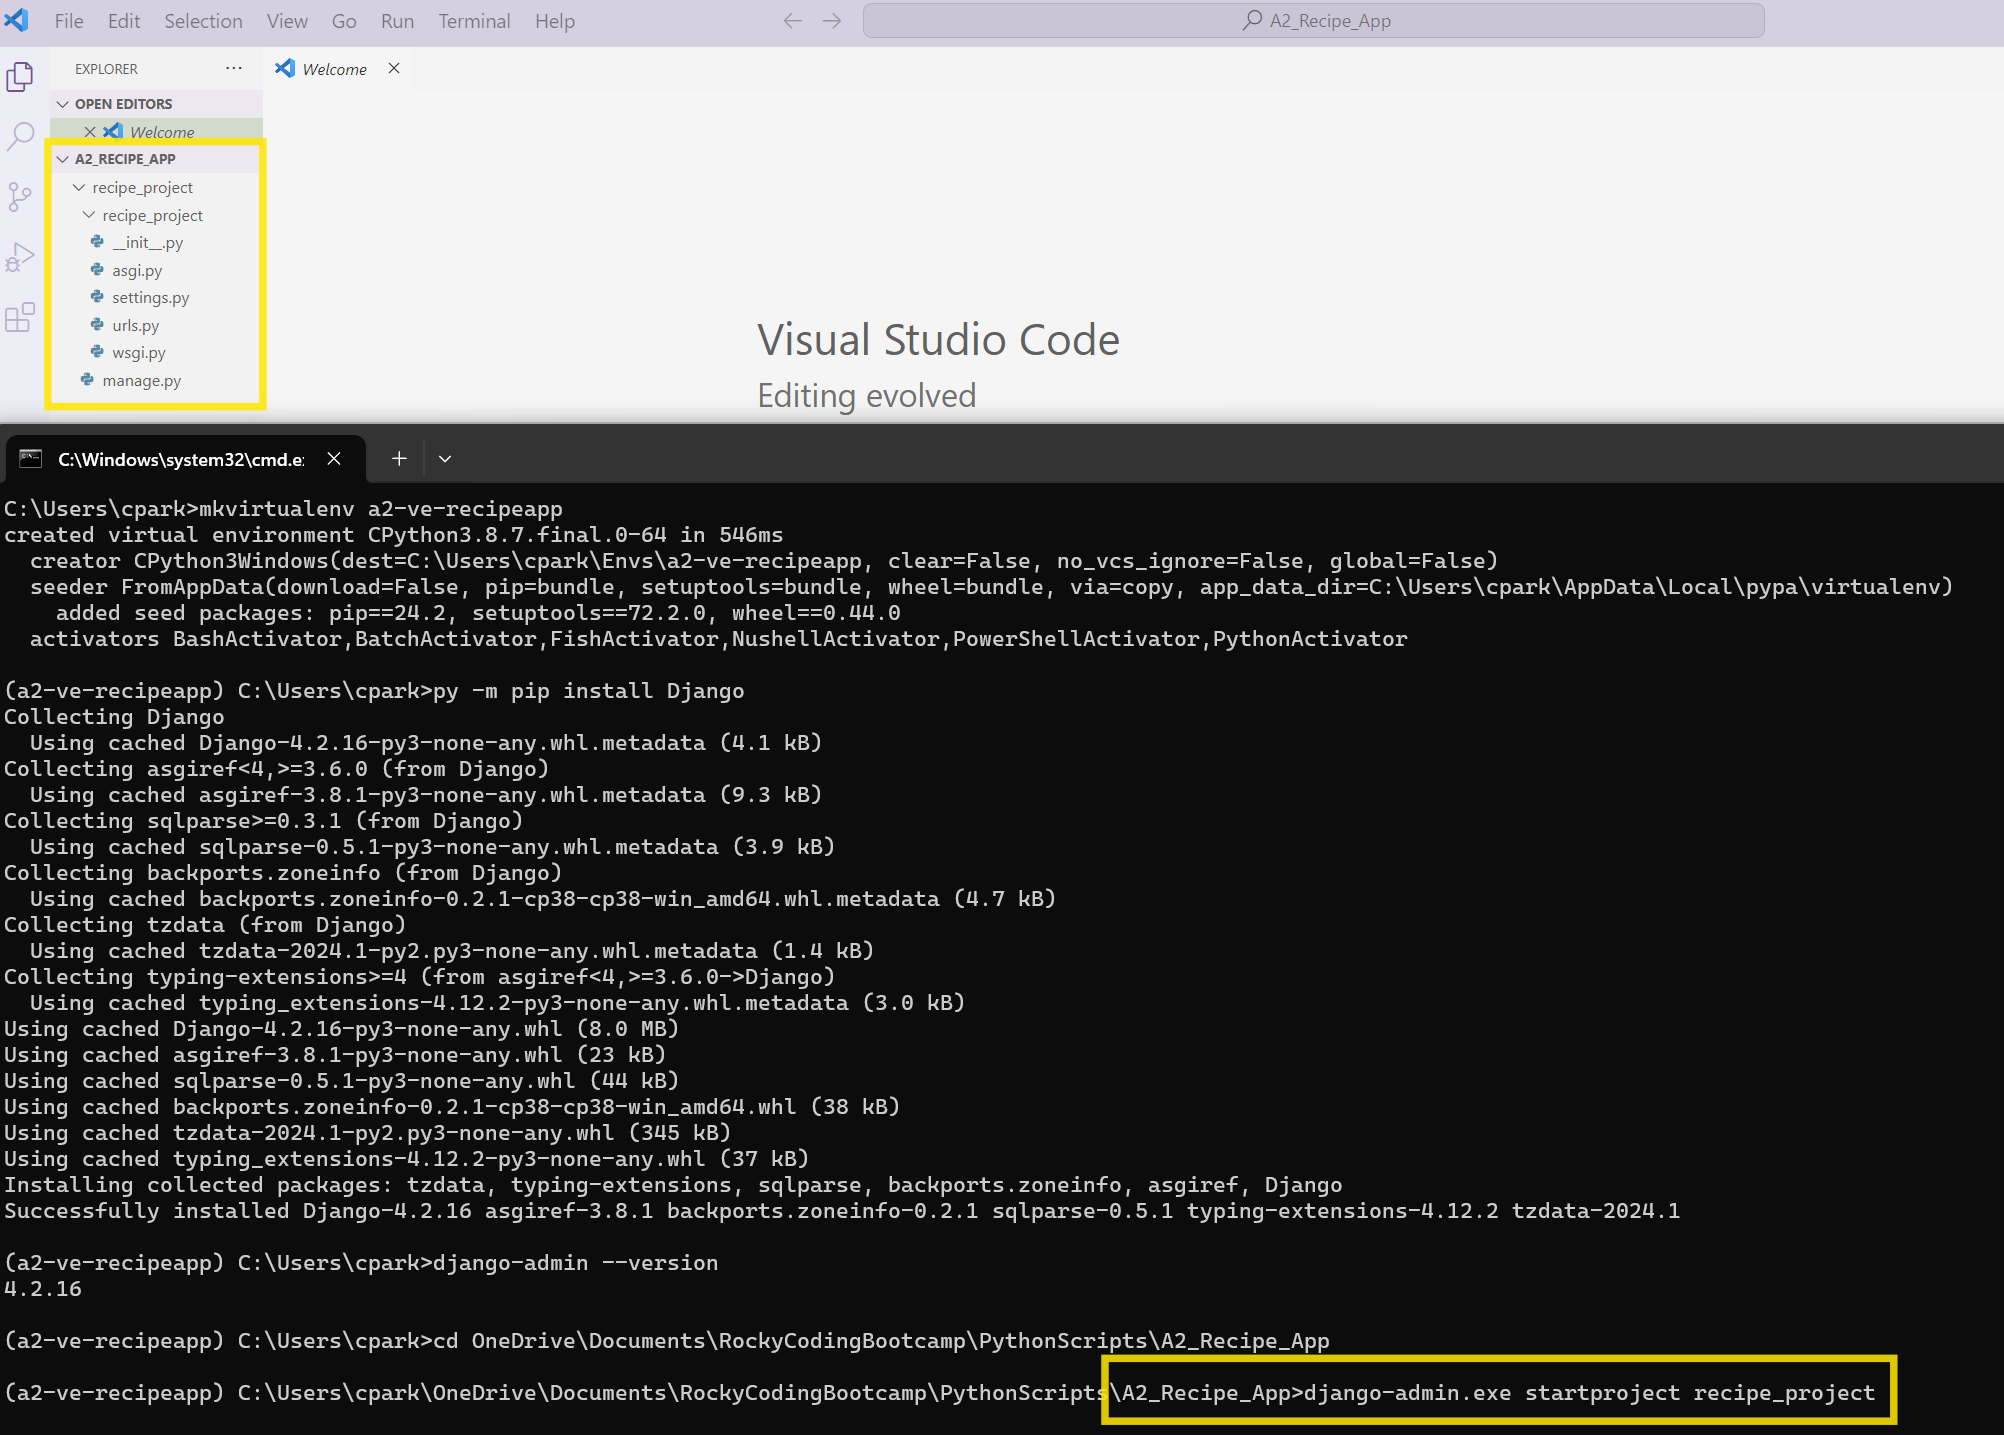 File Edit Selection View Go Run Terminal Help
A2_Recipe_App
EXPLORER
Welcome
OPEN EDITORS
Welcome
A2_RECIPE_APP
recipe_project
recipe_project
__init__.py
asgi.py
settings.py
urls.py
wsgi.py
manage.py
Visual Studio Code
Editing evolved
C:\Windows\system32\cmd.e
C:\Users\cpark>mkvirtualenv a2-ve-recipeapp
created virtual environment CPython3.8.7.final.0-64 in 546ms
  creator CPython3Windows(dest=C:\Users\cpark\Envs\a2-ve-recipeapp, clear=False, no_vcs_ignore=False, global=False)
  seeder FromAppData(download=False, pip=bundle, setuptools=bundle, wheel=bundle, via=copy, app_data_dir=C:\Users\cpark\AppData\Local\pypa\virtualenv)
    added seed packages: pip==24.2, setuptools==72.2.0, wheel==0.44.0
  activators BashActivator,BatchActivator,FishActivator,NushellActivator,PowerShellActivator,PythonActivator
(a2-ve-recipeapp) C:\Users\cpark>py -m pip install Django
Collecting Django
  Using cached Django-4.2.16-py3-none-any.whl.metadata (4.1 kB)
Collecting asgiref<4,>=3.6.0 (from Django)
  Using cached asgiref-3.8.1-py3-none-any.whl.metadata (9.3 kB)
Collecting sqlparse>=0.3.1 (from Django)
  Using cached sqlparse-0.5.1-py3-none-any.whl.metadata (3.9 kB)
Collecting backports.zoneinfo (from Django)
  Using cached backports.zoneinfo-0.2.1-cp38-cp38-win_amd64.whl.metadata (4.7 kB)
Collecting tzdata (from Django)
  Using cached tzdata-2024.1-py2.py3-none-any.whl.metadata (1.4 kB)
Collecting typing-extensions>=4 (from asgiref<4,>=3.6.0->Django)
  Using cached typing_extensions-4.12.2-py3-none-any.whl.metadata (3.0 kB)
Using cached Django-4.2.16-py3-none-any.whl (8.0 MB)
Using cached asgiref-3.8.1-py3-none-any.whl (23 kB)
Using cached sqlparse-0.5.1-py3-none-any.whl (44 kB)
Using cached backports.zoneinfo-0.2.1-cp38-cp38-win_amd64.whl (38 kB)
Using cached tzdata-2024.1-py2.py3-none-any.whl (345 kB)
Using cached typing_extensions-4.12.2-py3-none-any.whl (37 kB)
Installing collected packages: tzdata, typing-extensions, sqlparse, backports.zoneinfo, asgiref, Django
Successfully installed Django-4.2.16 asgiref-3.8.1 backports.zoneinfo-0.2.1 sqlparse-0.5.1 typing-extensions-4.12.2 tzdata-2024.1
(a2-ve-recipeapp) C:\Users\cpark>django-admin --version
4.2.16
(a2-ve-recipeapp) C:\Users\cpark>cd OneDrive\Documents\RockyCodingBootcamp\PythonScripts\A2_Recipe_App
(a2-ve-recipeapp) C:\Users\cpark\OneDrive\Documents\RockyCodingBootcamp\PythonScripts\A2_Recipe_App>django-admin.exe startproject recipe_project